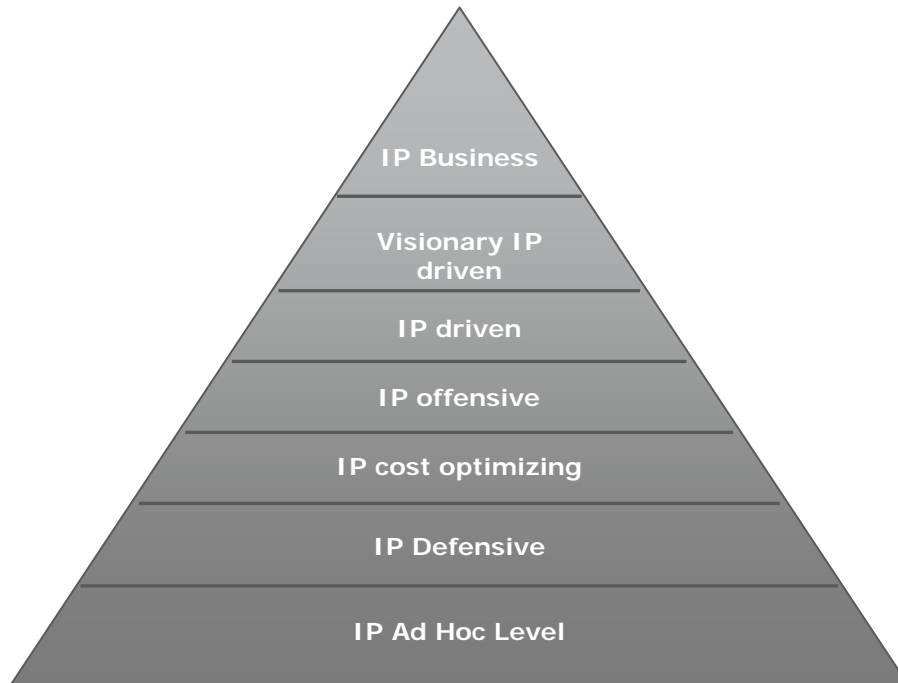 IP Business
Visionary IP
driven
IP driven
IP offensive
IP cost optimizing
IP Defensive
IP Ad Hoc Level